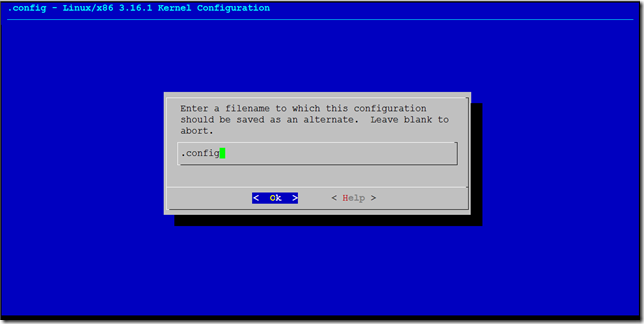 .config - Linux/x86 3.16.1 Kernel Configuration
Enter a filename to which this configuration
should be saved as an alternate.  Leave blank to
abort.
.config
<  Ok  >      < Help >